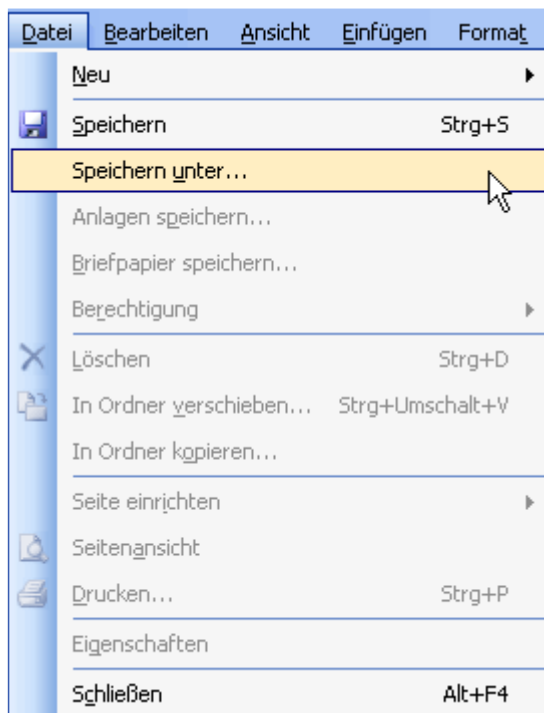 Datei Bearbeiten Ansicht Einfügen Format
Neu
Speichern Strg+S
Speichern unter...
Anlagen speichern...
Briefpapier speichern...
Berechtigung
Löschen Strg+D
In Ordner verschieben... Strg+Umschalt+V
In Ordner kopieren...
Seite einrichten
Seitenansicht
Drucken... Strg+P
Eigenschaften
Schließen Alt+F4